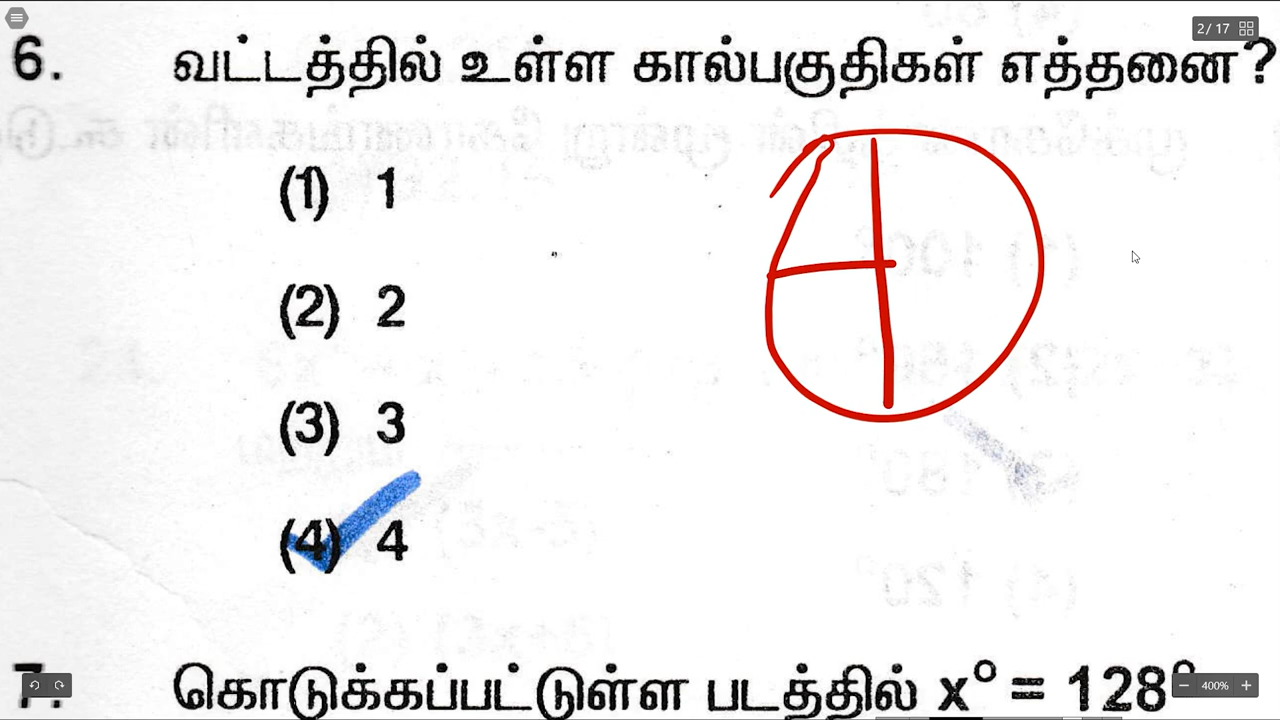 2 / 17
6. வட்டத்தில் உள்ள கால்பகுதிகள் எத்தனை?
(1) 1
(2) 2
(3) 3
(4) 4
7. கொடுக்கப்பட்டுள்ள படத்தில் x° = 128°
400%